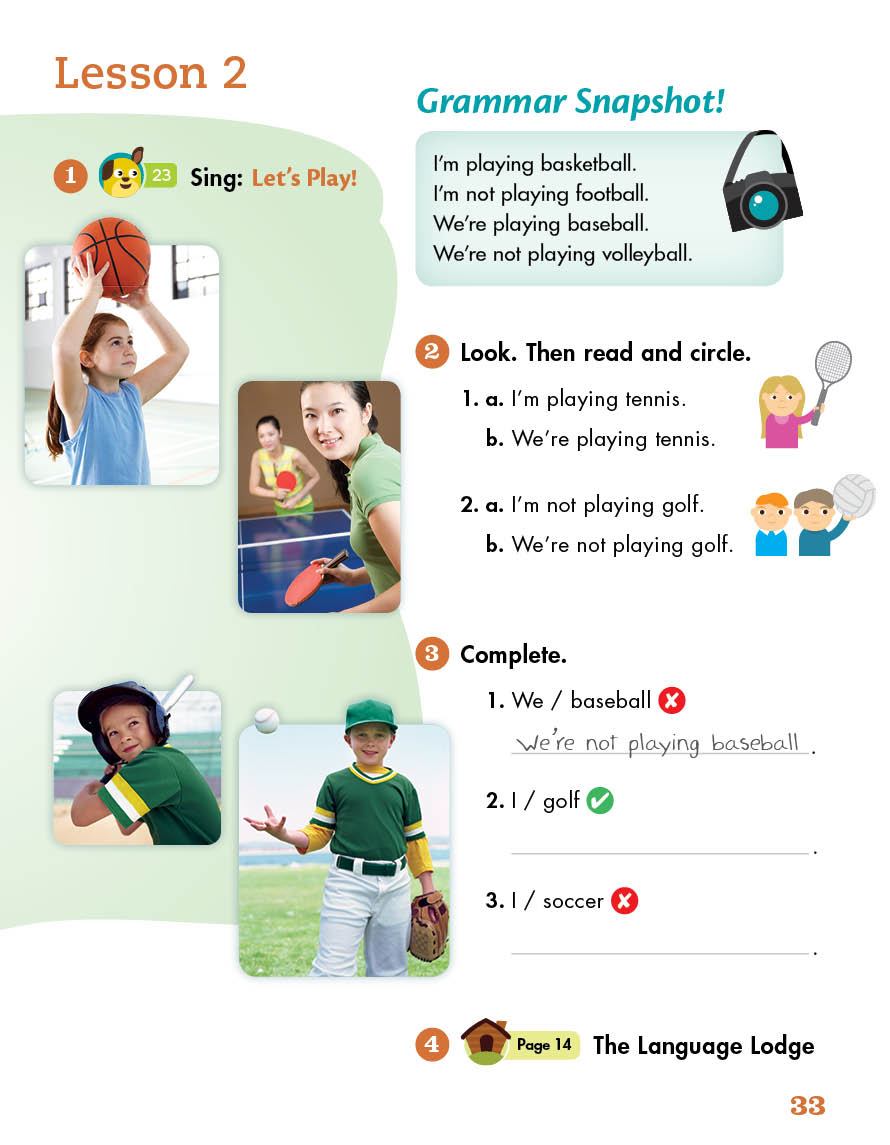 Lesson 2
1 23 Sing: Let's Play!
Grammar Snapshot!
I'm playing basketball.
I'm not playing football.
We're playing baseball.
We're not playing volleyball.
2 Look. Then read and circle.
1. a. I'm playing tennis.
b. We're playing tennis.
2. a. I'm not playing golf.
b. We're not playing golf.
3 Complete.
1. We / baseball
We're not playing baseball .
2. I / golf
.
3. I / soccer
.
4 Page 14 The Language Lodge
33